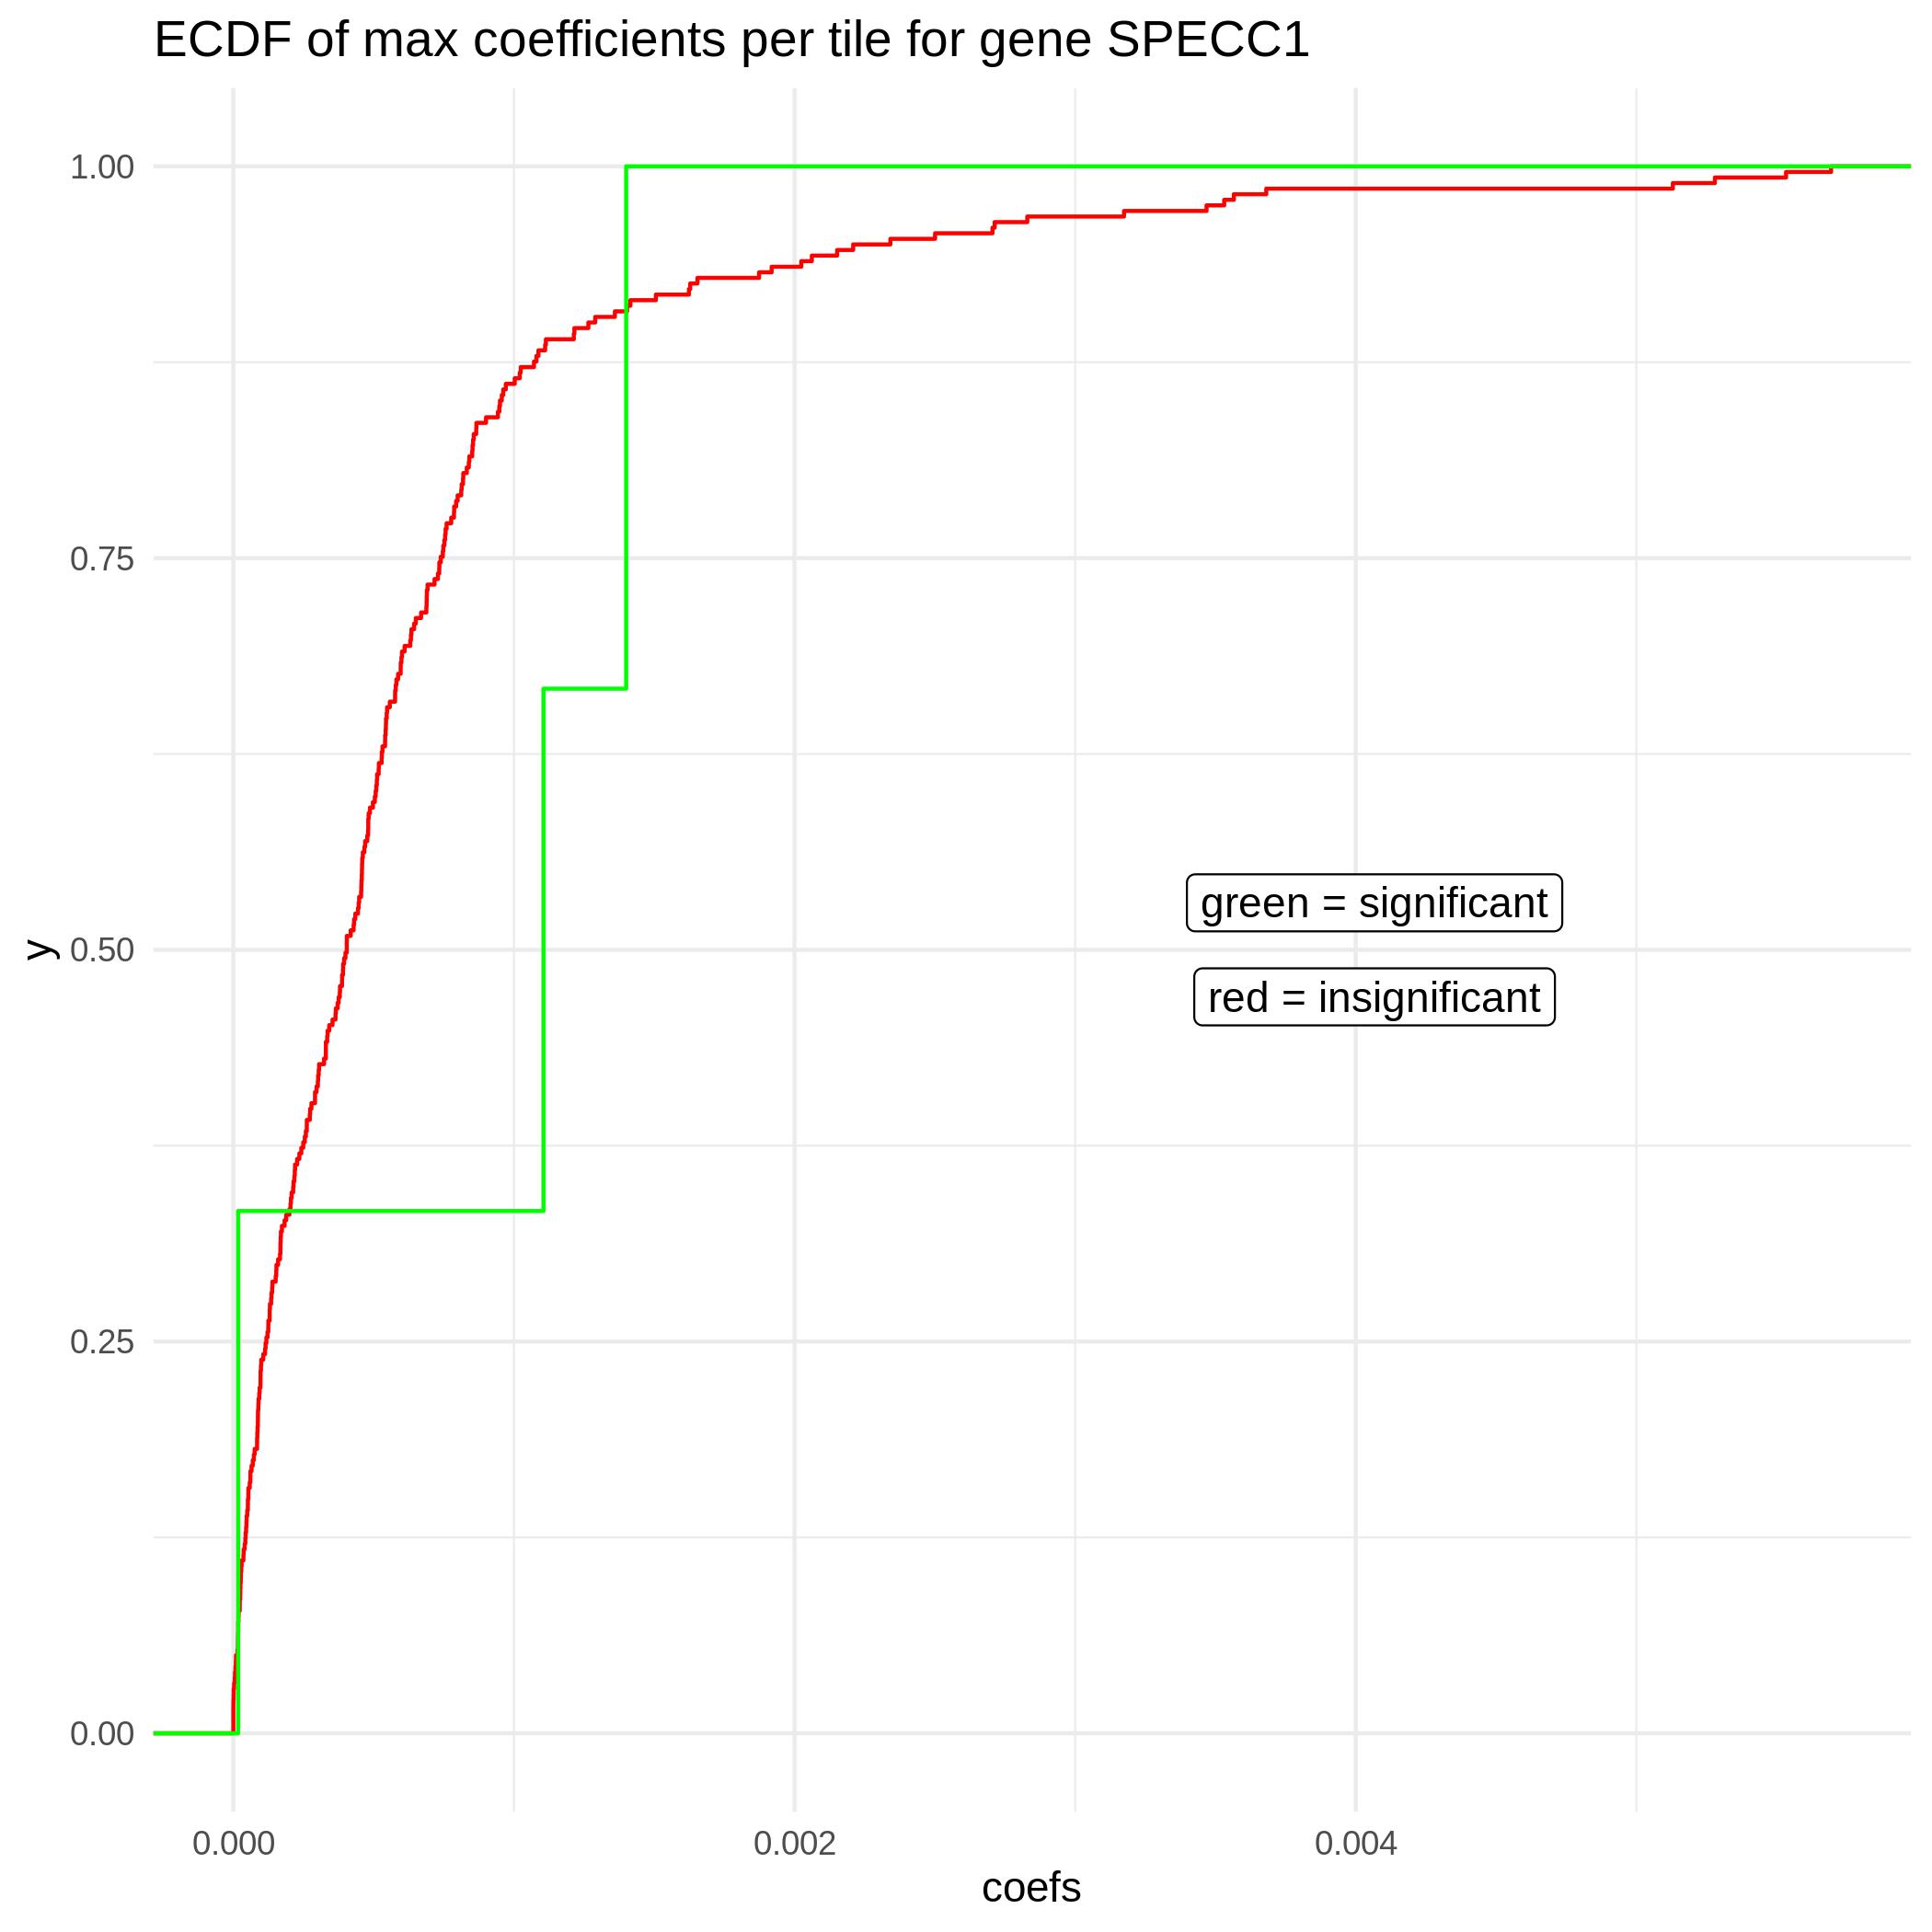 ECDF of max coefficients per tile for gene SPECC1
1.00
0.75
0.50
0.25
0.00
y
green = significant
red = insignificant
0.000 0.002 0.004
coefs